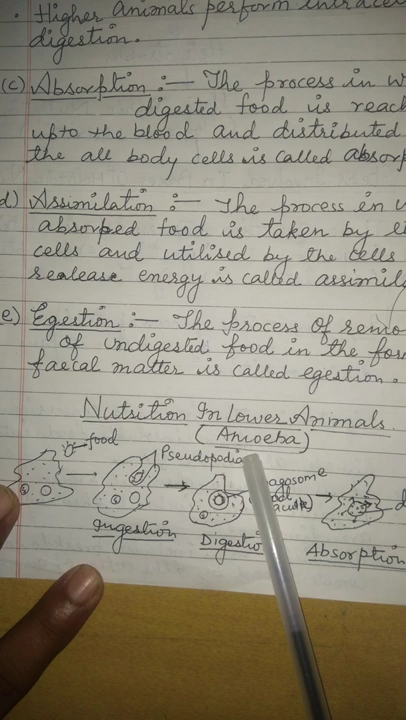 • Higher animals perform
digestion.
(c) Absorption :— The process in
digested food is
upto the blood and distributed
the all body cells is called
d) Assimilation :— The process in
absorped food is taken by
cells and utilised by the cells
sealease energy is called
e) Egestion :— The process of
of undigested food in the
faecal matter is called egestion.
Nutrition In Lower Animals.
(Amoeba)
food
Pseudopodia
Ingestion
Digestio
Absorption